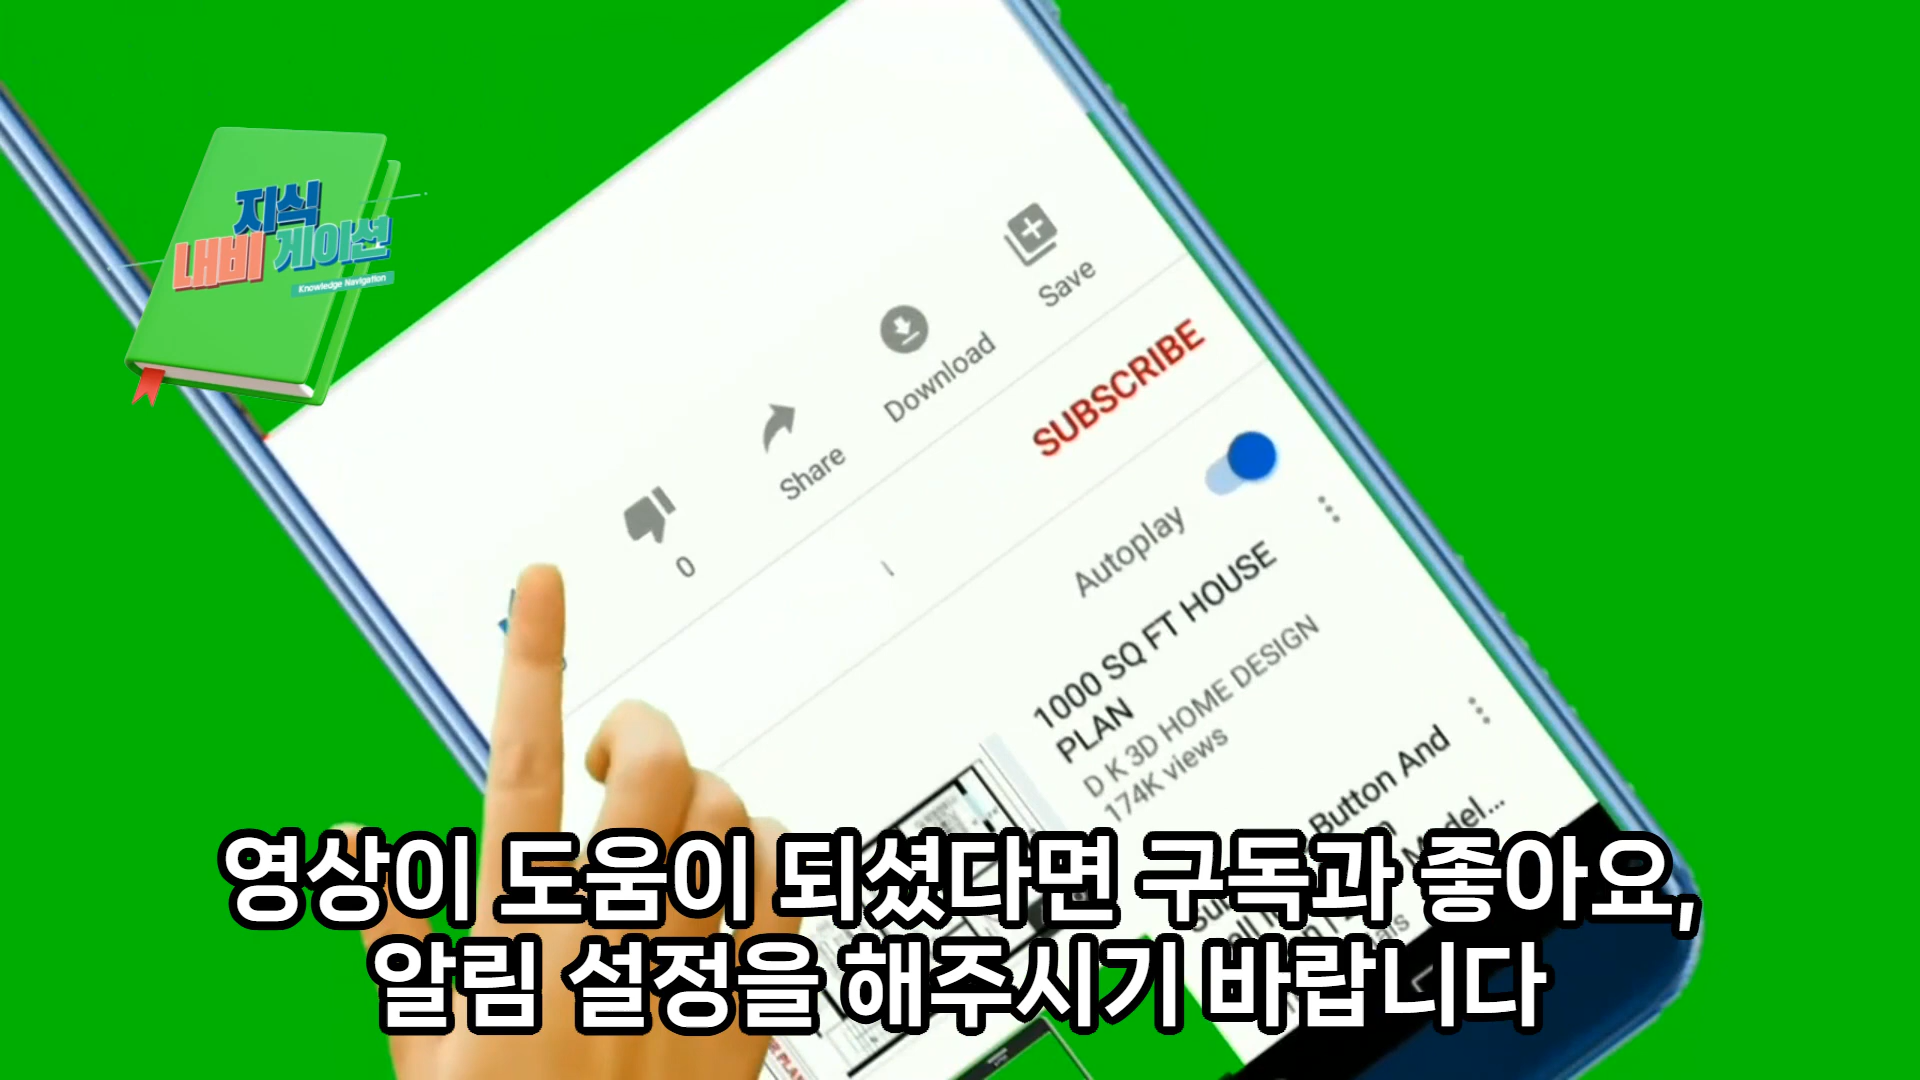 지식
내비게이션
Knowledge Navigation
Save
Download
Share
0
SUBSCRIBE
Autoplay
1000 SQ FT HOUSE
PLAN
D K 3D HOME DESIGN
174K views
Button And
Model...
영상이 도움이 되셨다면 구독과 좋아요,
알림 설정을 해주시기 바랍니다